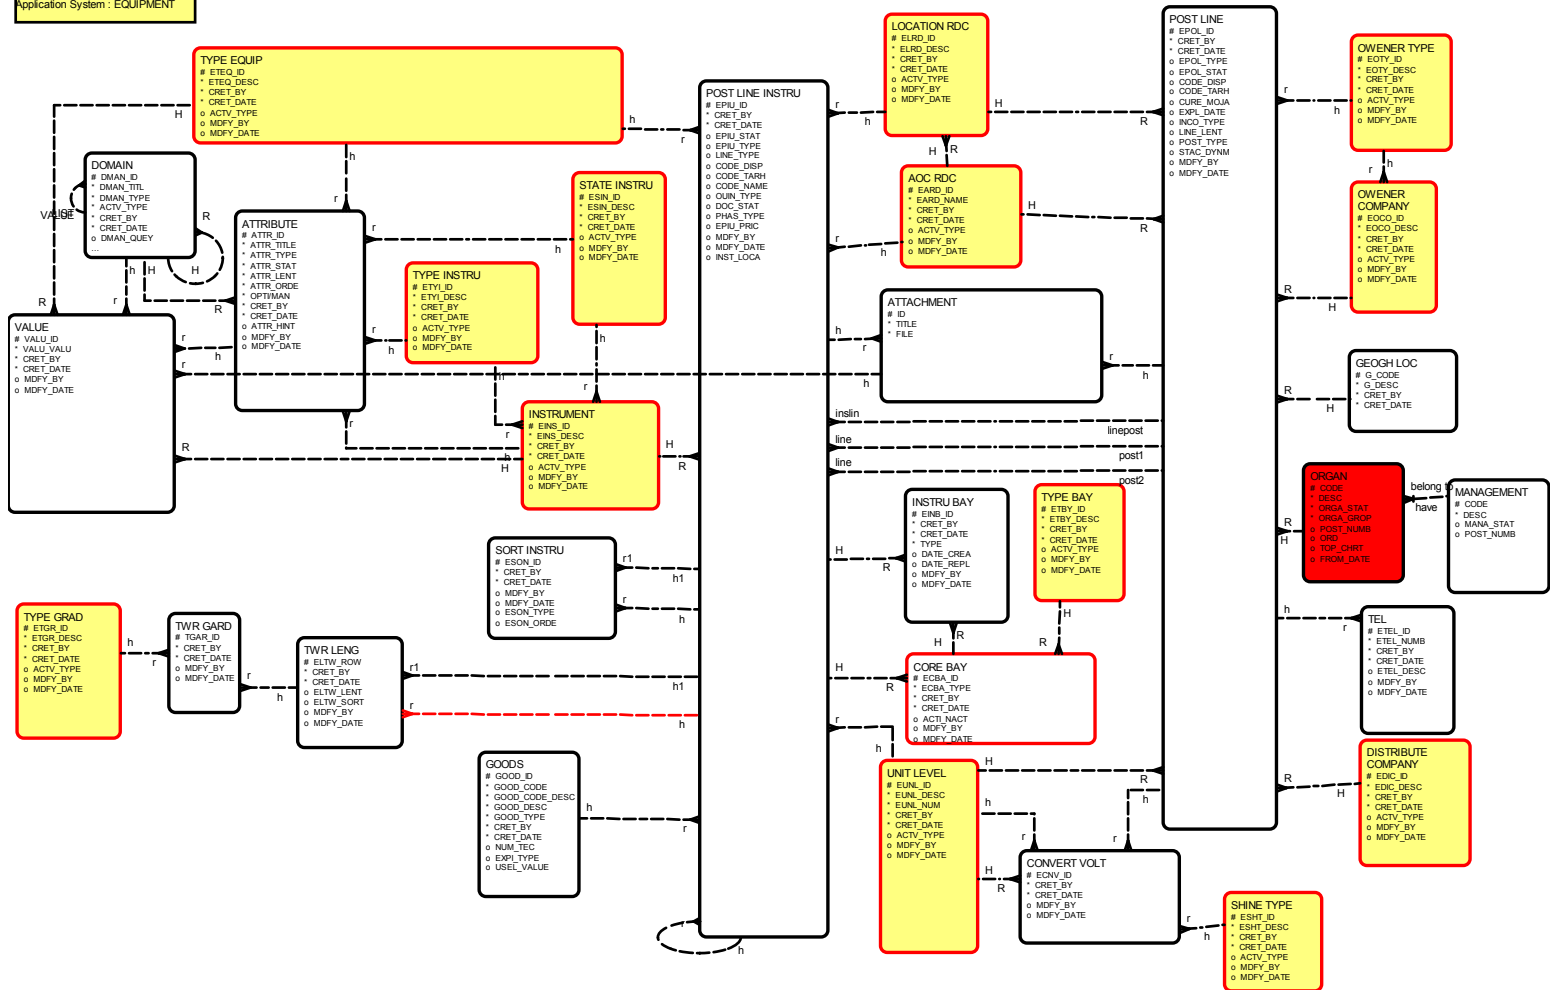 Application System : EQUIPMENT
TYPE EQUIP
# ETEQ_ID
* ETEQ_DESC
* CRET_BY
* CRET_DATE
o ACTV_TYPE
o MDFY_BY
o MDFY_DATE
H
h
r
h
r
DOMAIN
# DMAN_ID
* DMAN_TITL
* DMAN_TYPE
* ACTV_TYPE
* CRET_BY
* CRET_DATE
o DMAN_QUEY
...
VALUE
R
H
h
H
r
R
R
ATTRIBUTE
# ATTR_ID
* ATTR_TITLE
* ATTR_TYPE
* ATTR_STAT
* ATTR_LENT
* ATTR_ORDE
* OPTI/MAN
* CRET_BY
* CRET_DATE
o ATTR_HINT
o MDFY_BY
o MDFY_DATE
r
h
r
h
r
h
STATE INSTRU
# ESIN_ID
* ESIN_DESC
* CRET_BY
* CRET_DATE
o ACTV_TYPE
o MDFY_BY
o MDFY_DATE
h
r
TYPE INSTRU
# ETYI_ID
* ETYI_DESC
* CRET_BY
* CRET_DATE
o ACTV_TYPE
o MDFY_BY
o MDFY_DATE
h
r
VALUE
# VALU_ID
* VALU_VALU
* CRET_BY
* CRET_DATE
o MDFY_BY
o MDFY_DATE
r
h
r
h
R
H
INSTRUMENT
# EINS_ID
* EINS_DESC
* CRET_BY
* CRET_DATE
o ACTV_TYPE
o MDFY_BY
o MDFY_DATE
H
R
POST LINE INSTRU
# EPIU_ID
* CRET_BY
* CRET_DATE
o EPIU_STAT
o EPIU_TYPE
o LINE_TYPE
o CODE_DISP
o CODE_TARH
o CODE_NAME
o OUIN_TYPE
o DOC_STAT
o PHAS_TYPE
o EPIU_PRIC
o MDFY_BY
o MDFY_DATE
o INST_LOCA
r
h
r
h
h
r
r
h
inslin
linepost
line
post1
line
post2
H
R
H
R
r
h
r
h
LOCATION RDC
# ELRD_ID
* ELRD_DESC
* CRET_BY
* CRET_DATE
o ACTV_TYPE
o MDFY_BY
o MDFY_DATE
H
R
H
R
AOC RDC
# EARD_ID
* EARD_NAME
* CRET_BY
* CRET_DATE
o ACTV_TYPE
o MDFY_BY
o MDFY_DATE
H
R
ATTACHMENT
# ID
* TITLE
* FILE
POST LINE
# EPOL_ID
* CRET_BY
* CRET_DATE
o EPOL_TYPE
o EPOL_STAT
o CODE_DISP
o CODE_TARH
o CURE_MOJA
o EXPL_DATE
o INCO_TYPE
o LINE_LENT
o POST_TYPE
o STAC_DYNM
o MDFY_BY
o MDFY_DATE
r
h
R
H
R
H
R
H
h
r
R
H
OWENER TYPE
# EOTY_ID
* EOTY_DESC
* CRET_BY
* CRET_DATE
o ACTV_TYPE
o MDFY_BY
o MDFY_DATE
h
r
OWENER
COMPANY
# EOCO_ID
* EOCO_DESC
* CRET_BY
* CRET_DATE
o ACTV_TYPE
o MDFY_BY
o MDFY_DATE
GEOGH LOC
# G_CODE
* G_DESC
* CRET_BY
* CRET_DATE
ORGAN
# CODE
* DESC
* ORGA_STAT
* ORGA_GROP
o POST_NUMB
o ORD
o TOP_CHRT
o FROM_DATE
belong to
have
MANAGEMENT
# CODE
* DESC
o MANA_STAT
o POST_NUMB
INSTRU BAY
# EINB_ID
* CRET_BY
* CRET_DATE
* TYPE
o DATE_CREA
o DATE_REPL
o MDFY_BY
o MDFY_DATE
R
H
TYPE BAY
# ETBY_ID
* ETBY_DESC
* CRET_BY
* CRET_DATE
o ACTV_TYPE
o MDFY_BY
o MDFY_DATE
H
R
CORE BAY
# ECBA_ID
* ECBA_TYPE
* CRET_BY
* CRET_DATE
o ACTI_NACT
o MDFY_BY
o MDFY_DATE
SORT INSTRU
# ESON_ID
* CRET_BY
* CRET_DATE
o MDFY_BY
o MDFY_DATE
o ESON_TYPE
o ESON_ORDE
r1
h1
r
h
TYPE GRAD
# ETGR_ID
* ETGR_DESC
* CRET_BY
* CRET_DATE
o ACTV_TYPE
o MDFY_BY
o MDFY_DATE
h
r
TWR GARD
# TGAR_ID
* CRET_BY
* CRET_DATE
o MDFY_BY
o MDFY_DATE
r
h
TWR LENG
# ELTW_ROW
* CRET_BY
* CRET_DATE
o ELTW_LENT
o ELTW_SORT
o MDFY_BY
o MDFY_DATE
r1
h1
r
h
GOODS
# GOOD_ID
* GOOD_CODE
* GOOD_CODE_DESC
* GOOD_DESC
* GOOD_TYPE
* CRET_BY
* CRET_DATE
o NUM_TEC
o EXPI_TYPE
o USEL_VALUE
h
r
h
UNIT LEVEL
# EUNL_ID
* EUNL_DESC
* EUNL_NUM
* CRET_BY
* CRET_DATE
o ACTV_TYPE
o MDFY_BY
o MDFY_DATE
H
R
h
r
h
r
H
R
CONVERT VOLT
# ECNV_ID
* CRET_BY
* CRET_DATE
o MDFY_BY
o MDFY_DATE
r
h
TEL
# ETEL_ID
* ETEL_NUMB
* CRET_BY
* CRET_DATE
o ETEL_DESC
o MDFY_BY
o MDFY_DATE
DISTRIBUTE
COMPANY
# EDIC_ID
* EDIC_DESC
* CRET_BY
* CRET_DATE
o ACTV_TYPE
o MDFY_BY
o MDFY_DATE
SHINE TYPE
# ESHT_ID
* ESHT_DESC
* CRET_BY
* CRET_DATE
o ACTV_TYPE
o MDFY_BY
o MDFY_DATE